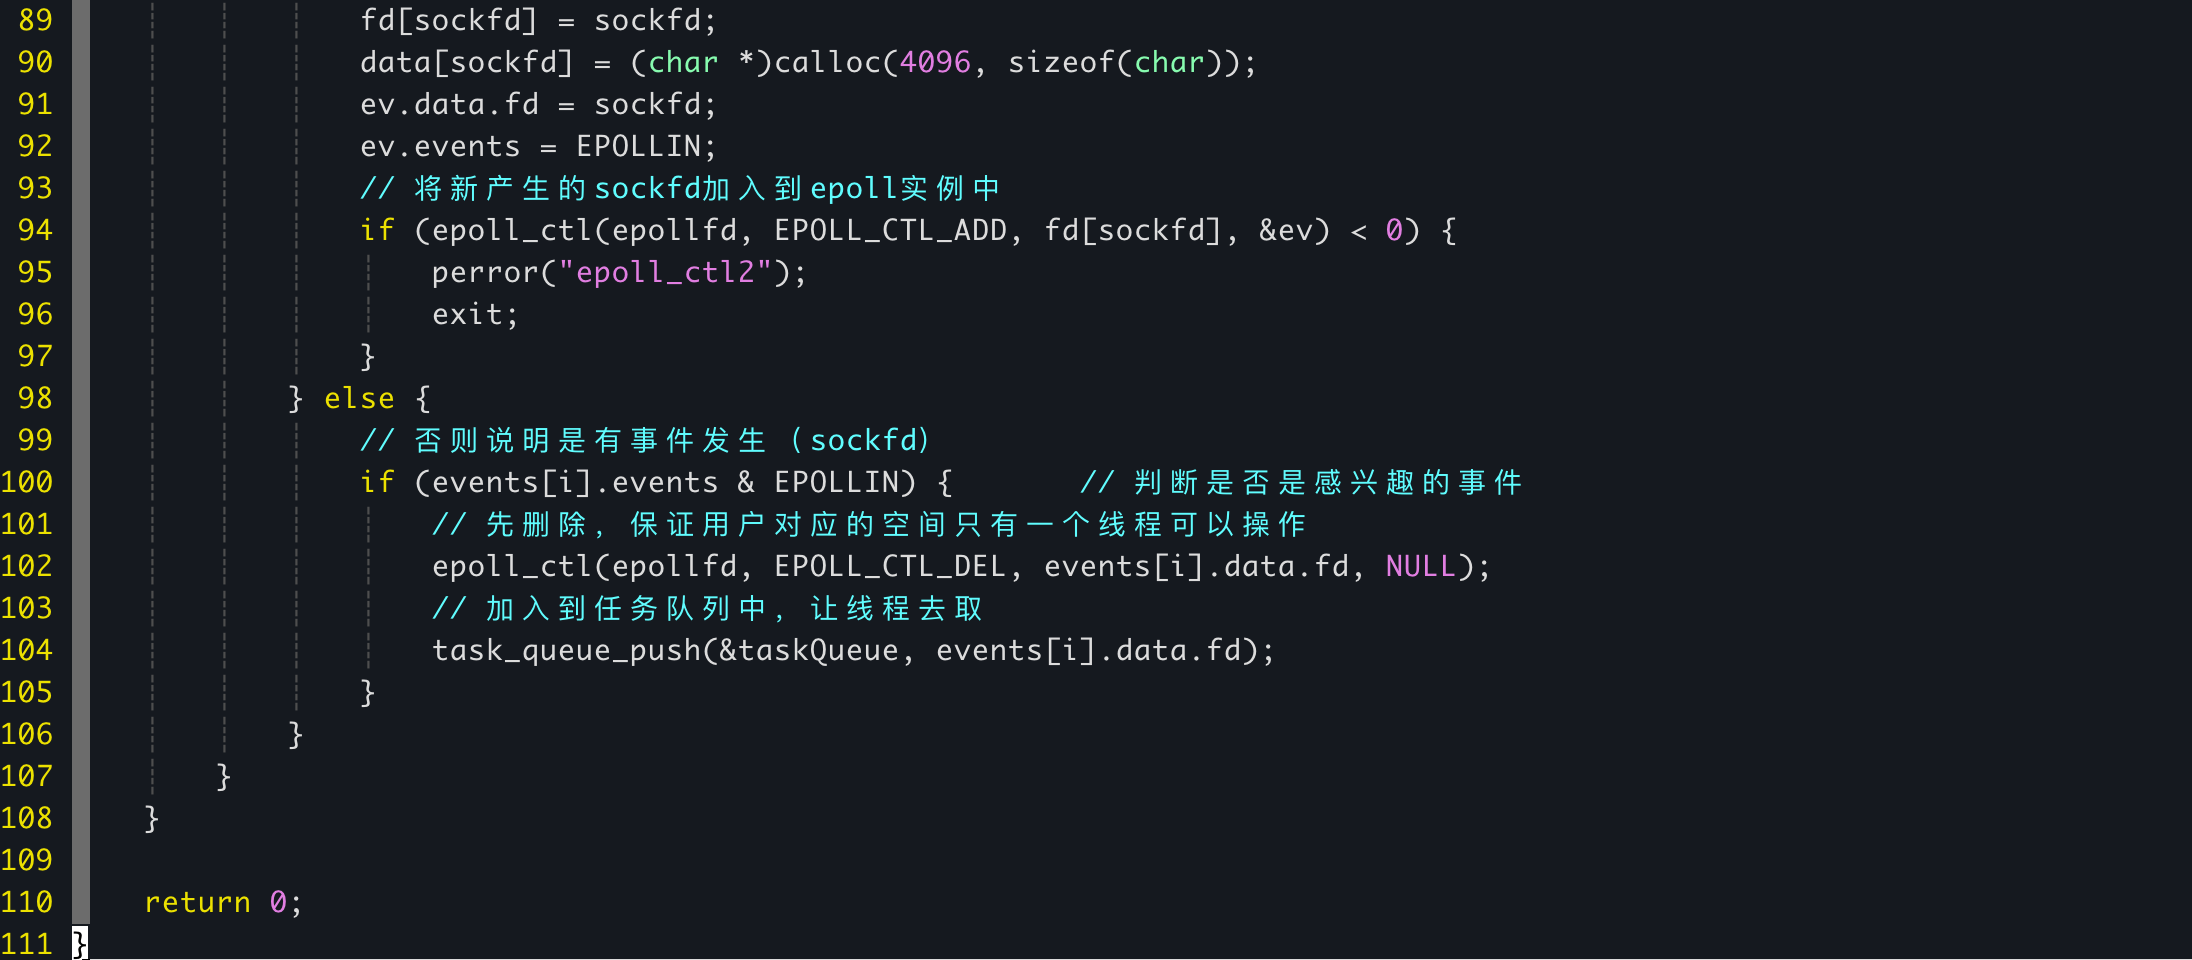 89 fd[sockfd] = sockfd;
90 data[sockfd] = (char *)calloc(4096, sizeof(char));
91 ev.data.fd = sockfd;
92 ev.events = EPOLLIN;
93 // 将新产生的sockfd加入到epoll实例中
94 if (epoll_ctl(epollfd, EPOLL_CTL_ADD, fd[sockfd], &ev) < 0) {
95 perror("epoll_ctl2");
96 exit;
97 }
98 } else {
99 // 否则说明是有事件发生（sockfd）
100 if (events[i].events & EPOLLIN) { // 判断是否是感兴趣的事件
101 // 先删除，保证用户对应的空间只有一个线程可以操作
102 epoll_ctl(epollfd, EPOLL_CTL_DEL, events[i].data.fd, NULL);
103 // 加入到任务队列中，让线程去取
104 task_queue_push(&taskQueue, events[i].data.fd);
105 }
106 }
107 }
108 }
109
110 return 0;
111 }